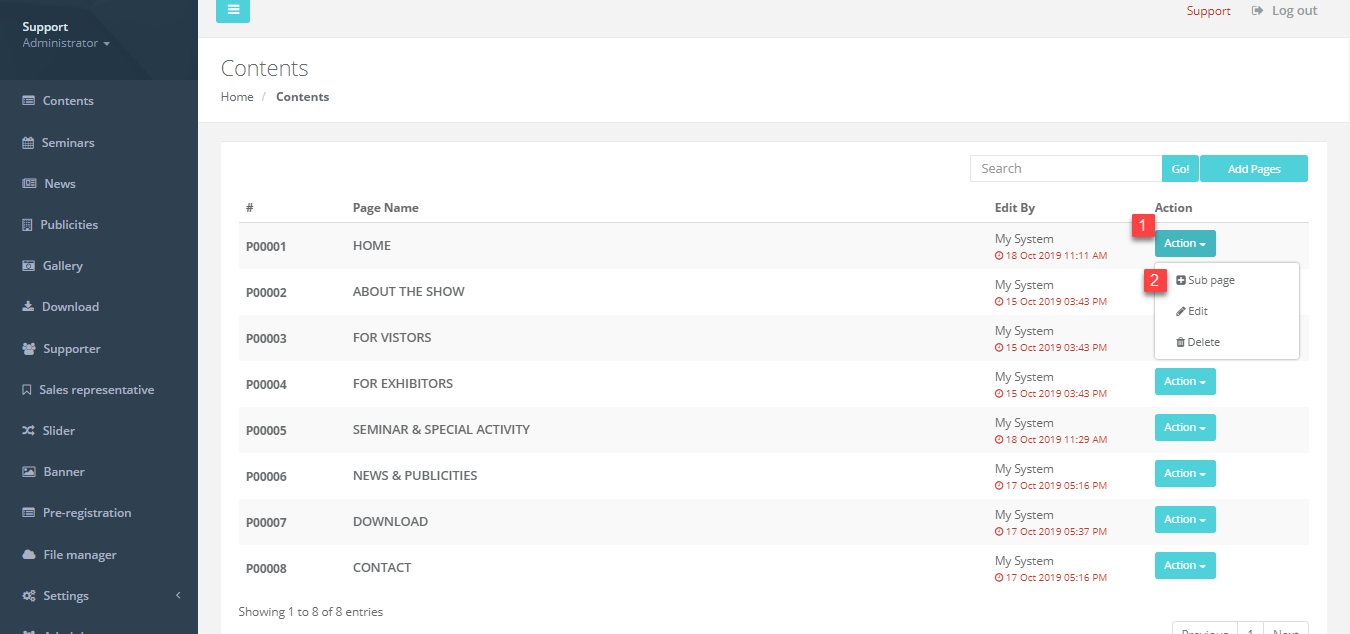 Support
Administrator
Contents
Seminars
News
Publicities
Gallery
Download
Supporter
Sales representative
Slider
Banner
Pre-registration
File manager
Settings
Support
Log out
Contents
Home / Contents
Search
Go!
Add Pages
# Page Name Edit By Action
P00001 HOME My System
18 Oct 2019 11:11 AM
1
Action
P00002 ABOUT THE SHOW My System
15 Oct 2019 03:43 PM
2
Sub page
Edit
Delete
P00003 FOR VISTORS My System
15 Oct 2019 03:43 PM
P00004 FOR EXHIBITORS My System
15 Oct 2019 03:43 PM
Action
P00005 SEMINAR & SPECIAL ACTIVITY My System
18 Oct 2019 11:29 AM
Action
P00006 NEWS & PUBLICITIES My System
17 Oct 2019 05:16 PM
Action
P00007 DOWNLOAD My System
17 Oct 2019 05:37 PM
Action
P00008 CONTACT My System
17 Oct 2019 05:16 PM
Action
Showing 1 to 8 of 8 entries
Previous 1 Next